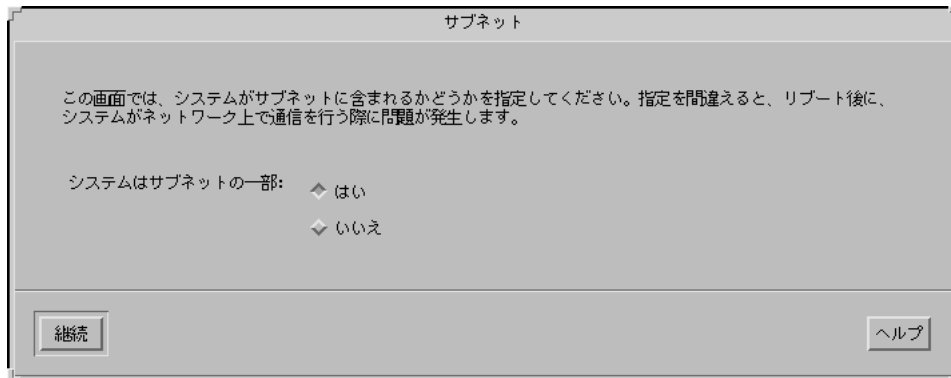 サブネット
この画面では、システムがサブネットに含まれるかどうかを指定してください。指定を間違えると、リブート後に、
システムがネットワーク上で通信を行う際に問題が発生します。
システムはサブネットの一部:
はい
いいえ
継続
ヘルプ